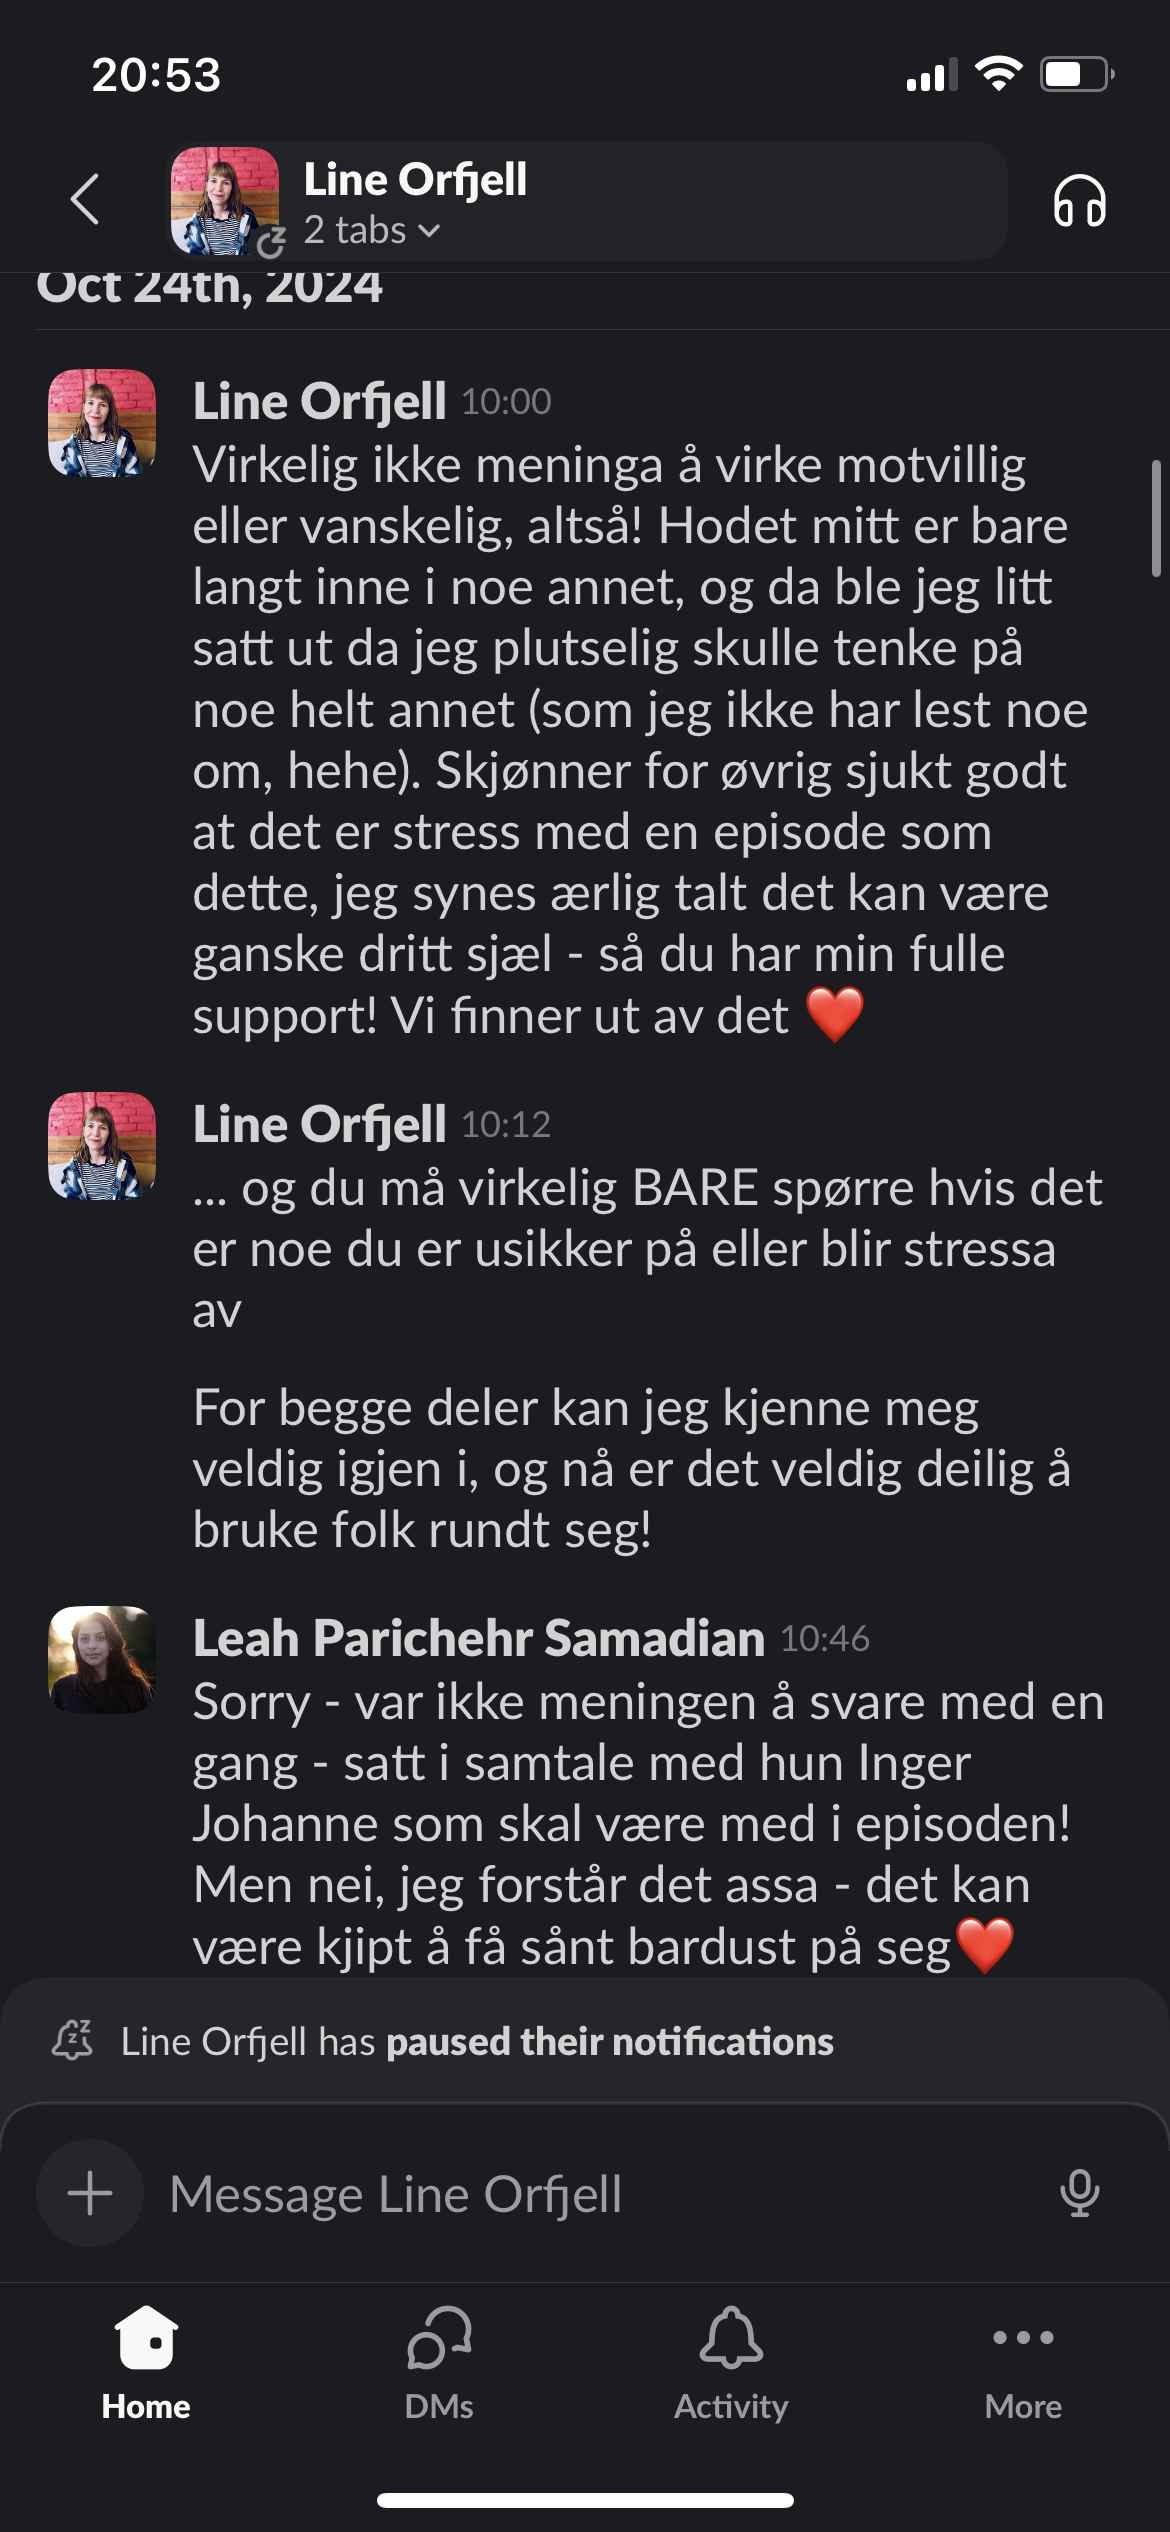 20:53
Line Orfjell
2 tabs
Oct 24th, 2024
Line Orfjell 10:00
Virkelig ikke meninga å virke motvillig
eller vanskelig, altså! Hodet mitt er bare
langt inne i noe annet, og da ble jeg litt
satt ut da jeg plutselig skulle tenke på
noe helt annet (som jeg ikke har lest noe
om, hehe). Skjønner for øvrig sjukt godt
at det er stress med en episode som
dette, jeg synes ærlig talt det kan være
ganske dritt sjæl - så du har min fulle
support! Vi finner ut av det ❤️
Line Orfjell 10:12
... og du må virkelig BARE spørre hvis det
er noe du er usikker på eller blir stressa
av
For begge deler kan jeg kjenne meg
veldig igjen i, og nå er det veldig deilig å
bruke folk rundt seg!
Leah Parichehr Samadian 10:46
Sorry - var ikke meningen å svare med en
gang - satt i samtale med hun Inger
Johanne som skal være med i episoden!
Men nei, jeg forstår det assa - det kan
være kjipt å få sånt bardust på seg❤️
Line Orfjell has paused their notifications
Message Line Orfjell
Home DMs Activity More